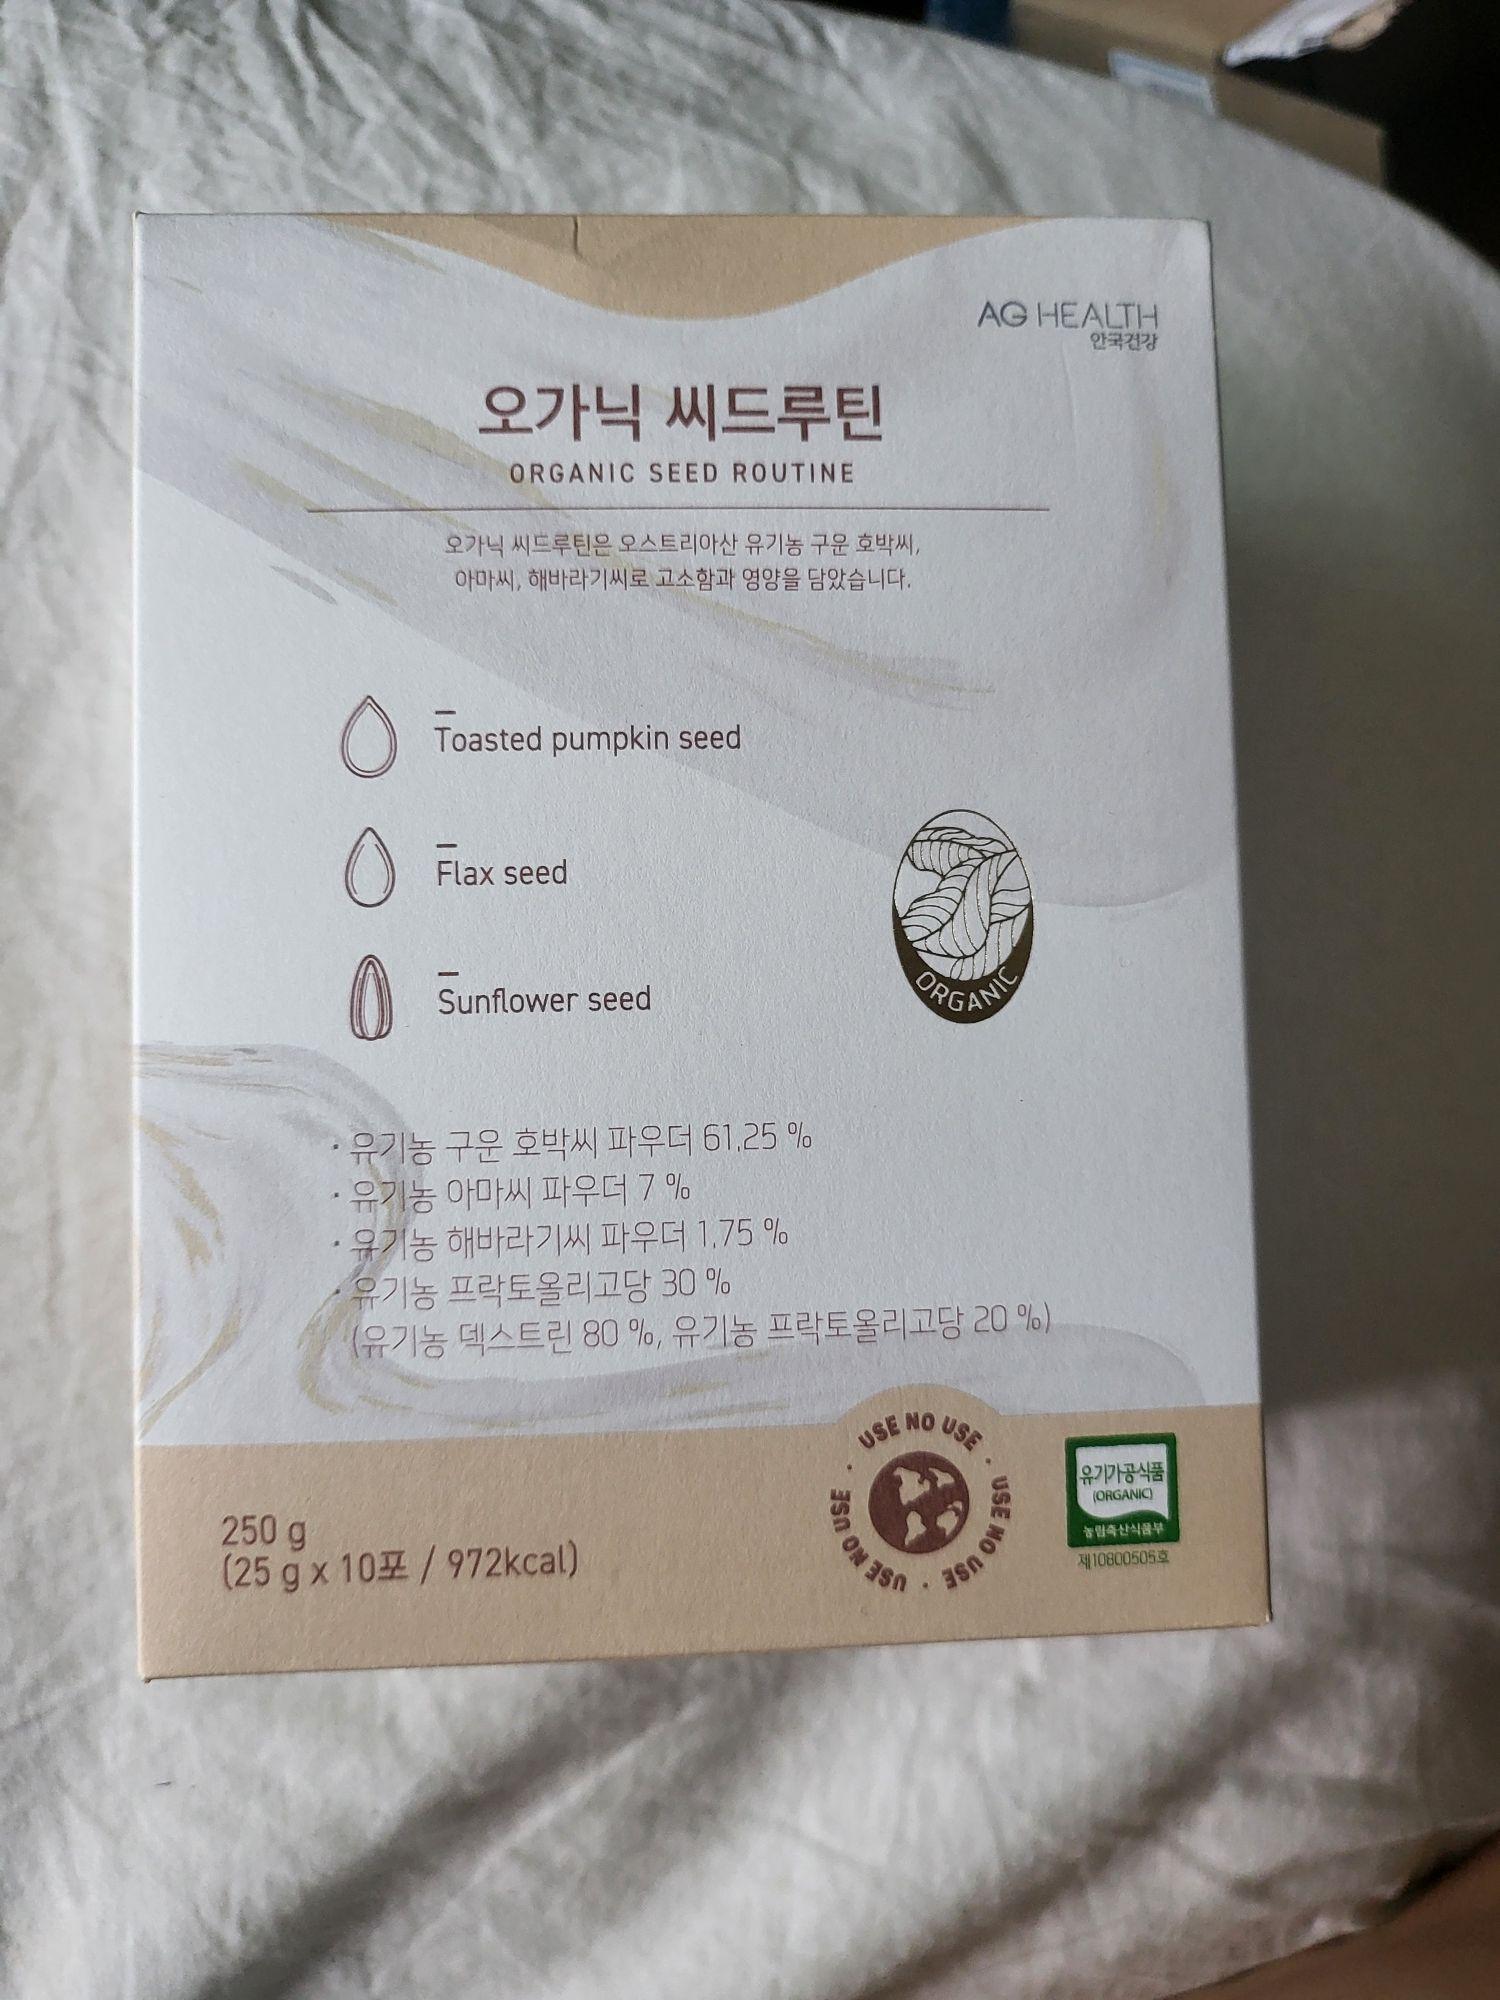 AG HEALTH
안국건강
오가닉 씨드루틴
ORGANIC SEED ROUTINE
오가닉 씨드루틴은 오스트리아산 유기농 구운 호박씨,
아마씨, 해바라기씨로 고소함과 영양을 담았습니다.
Toasted pumpkin seed
Flax seed
Sunflower seed
ORGANIC
· 유기농 구운 호박씨 파우더 61.25 %
· 유기농 아마씨 파우더 7 %
· 유기농 해바라기씨 파우더 1.75 %
· 유기농 프락토올리고당 30 %
(유기농 덱스트린 80 %, 유기농 프락토올리고당 20 %)
250 g
(25 g x 10포 / 972kcal)
USE NO USE · USE NO USE · USE NO USE ·
유기가공식품
(ORGANIC)
농림축산식품부
제10800505호